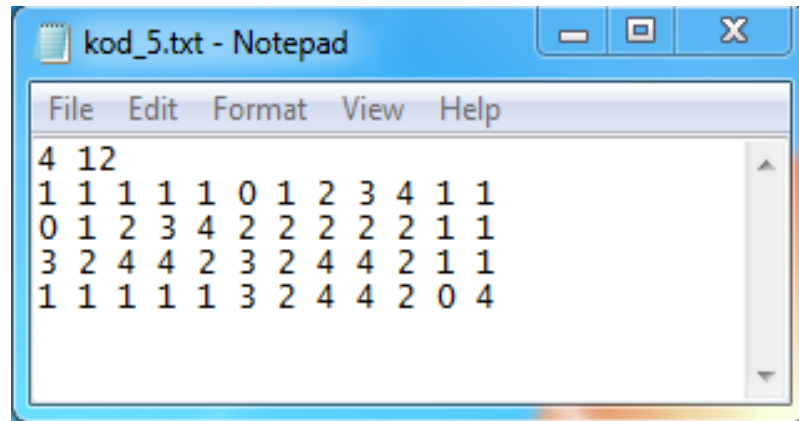 kod_5.txt - Notepad
File Edit Format View Help
4 12
1 1 1 1 1 0 1 2 3 4 1 1
0 1 2 3 4 2 2 2 2 2 1 1
3 2 4 4 2 3 2 4 4 2 1 1
1 1 1 1 1 3 2 4 4 2 0 4